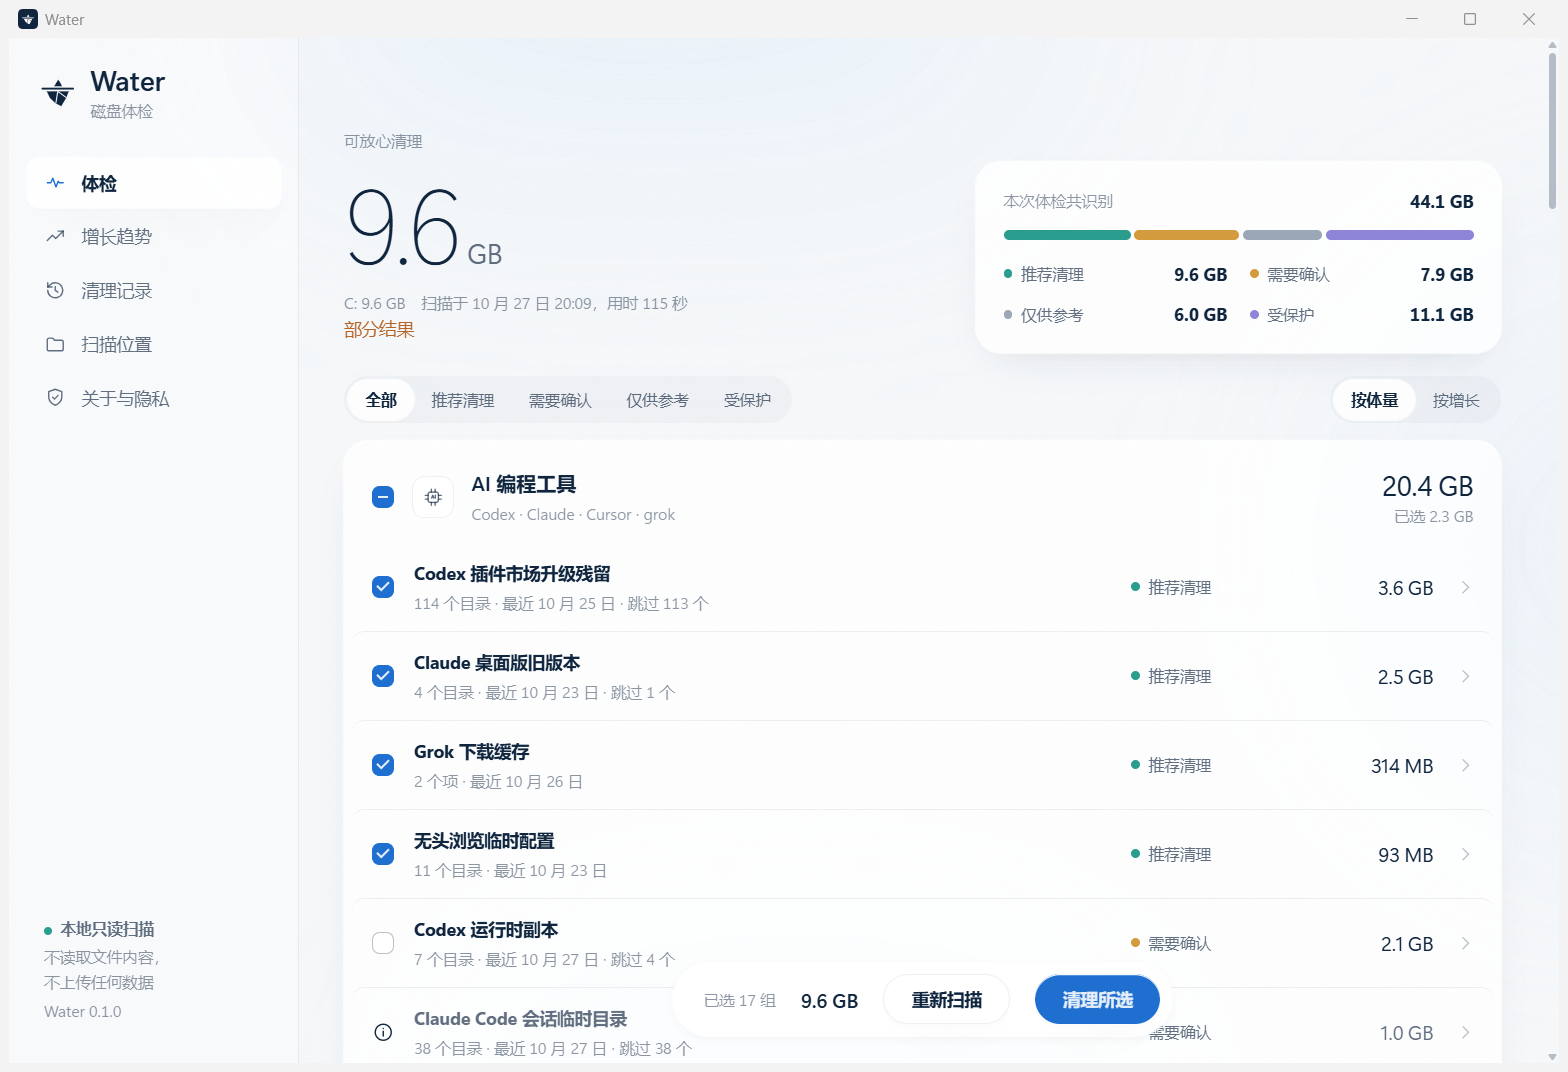 Water
Water
磁盘体检
体检
增长趋势
清理记录
扫描位置
关于与隐私
本地只读扫描
不读取文件内容，
不上传任何数据
Water 0.1.0
可放心清理
9.6 GB
C: 9.6 GB 扫描于 10 月 27 日 20:09，用时 115 秒
部分结果
本次体检共识别 44.1 GB
推荐清理 9.6 GB 需要确认 7.9 GB
仅供参考 6.0 GB 受保护 11.1 GB
全部 推荐清理 需要确认 仅供参考 受保护 按体量 按增长
AI 编程工具 20.4 GB
Codex · Claude · Cursor · grok 已选 2.3 GB
Codex 插件市场升级残留
114 个目录 · 最近 10 月 25 日 · 跳过 113 个
推荐清理 3.6 GB
Claude 桌面版旧版本
4 个目录 · 最近 10 月 23 日 · 跳过 1 个
推荐清理 2.5 GB
Grok 下载缓存
2 个项 · 最近 10 月 26 日
推荐清理 314 MB
无头浏览临时配置
11 个目录 · 最近 10 月 23 日
推荐清理 93 MB
Codex 运行时副本
7 个目录 · 最近 10 月 27 日 · 跳过 4 个
需要确认 2.1 GB
Claude Code 会话临时目录
38 个目录 · 最近 10 月 27 日 · 跳过 38 个
需要确认 1.0 GB
已选 17 组 9.6 GB 重新扫描 清理所选